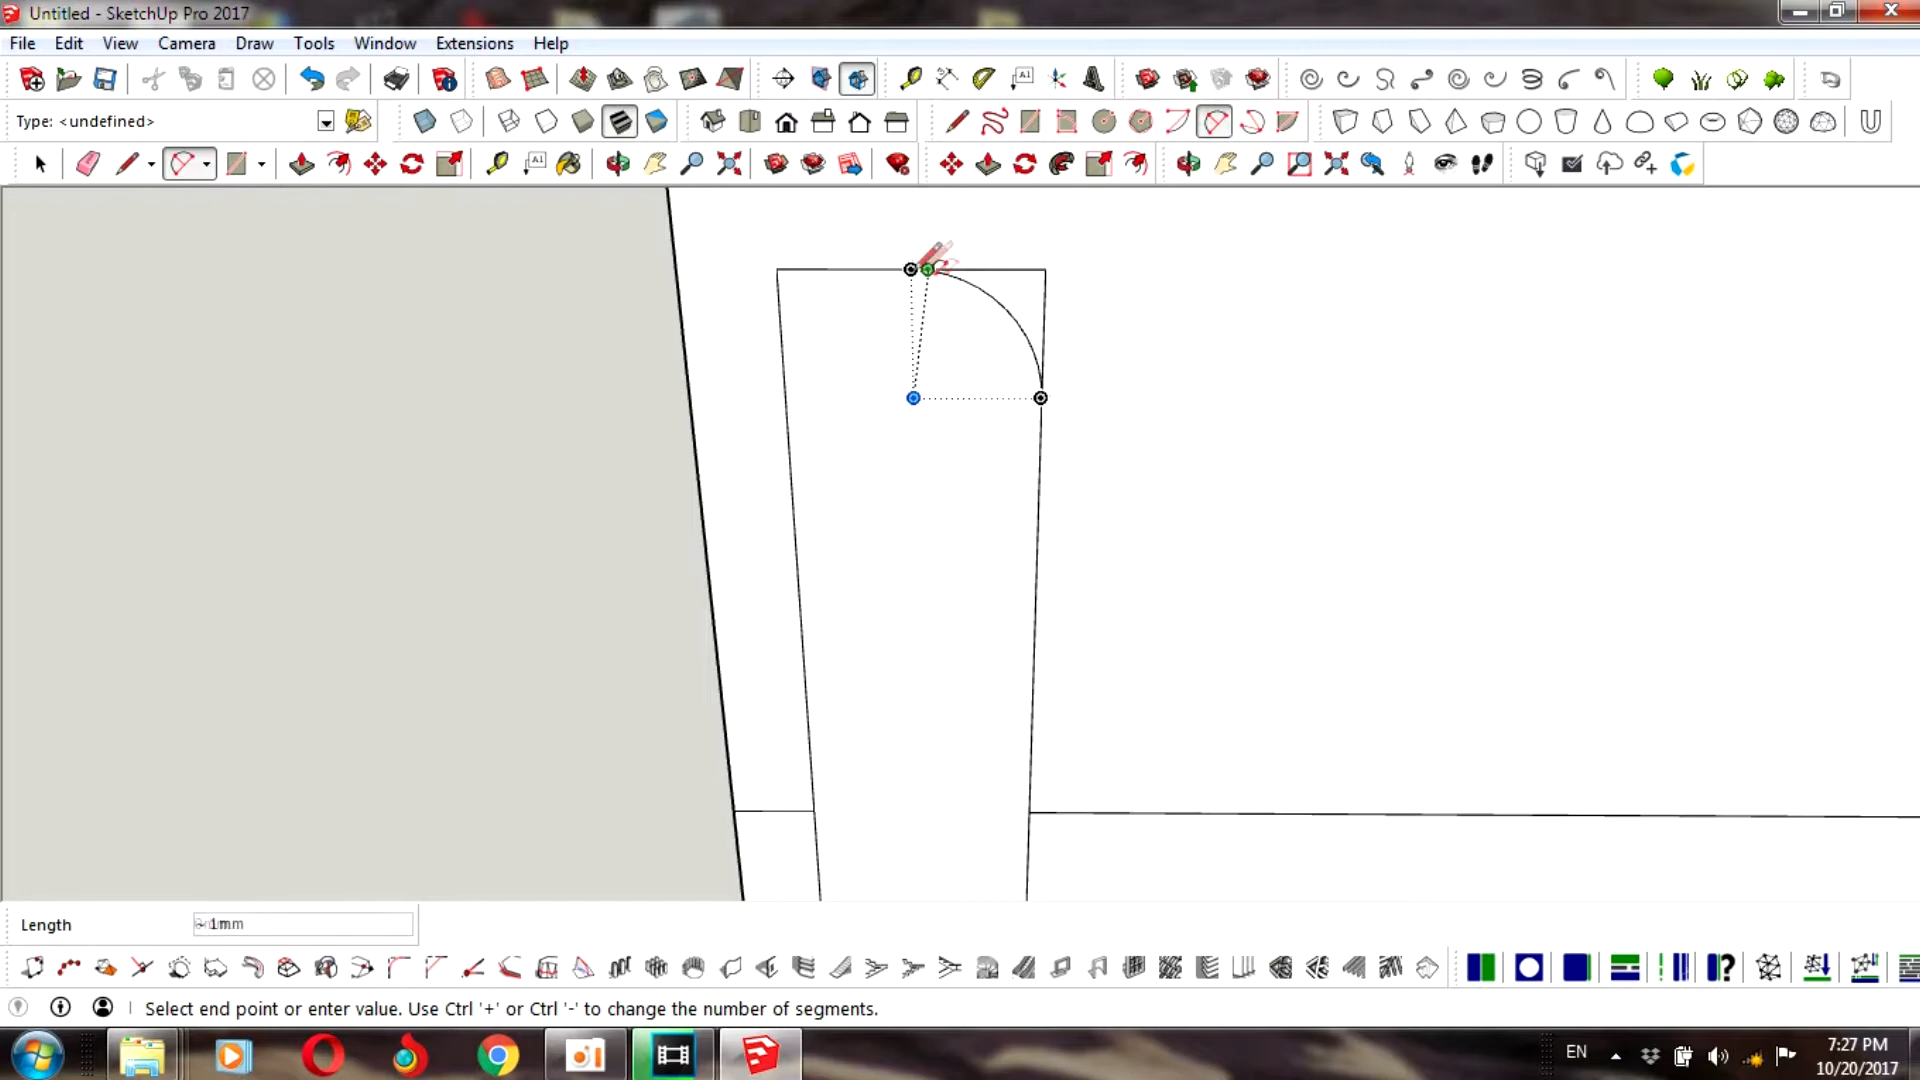 Untitled - SketchUp Pro 2017
File Edit View Camera Draw Tools Window Extensions Help
Type: <undefined>
Length
Select end point or enter value. Use Ctrl '+' or Ctrl '-' to change the number of segments.
EN
7:27 PM
10/20/2017